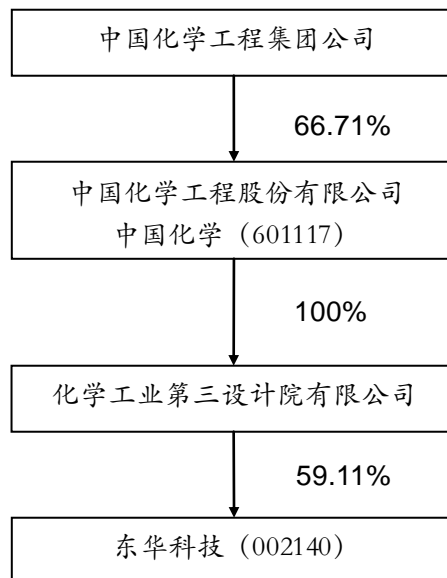 中国化学工程集团公司
66.71%
中国化学工程股份有限公司
中国化学（601117）
100%
化学工业第三设计院有限公司
59.11%
东华科技（002140）